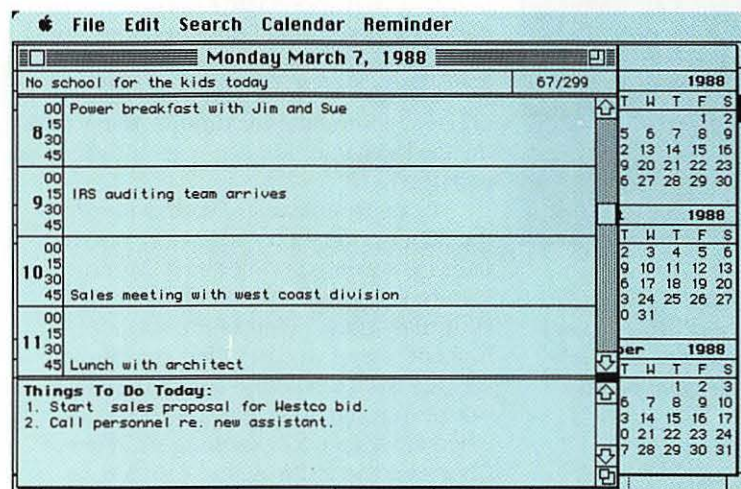 File Edit Search Calendar Reminder
Monday March 7, 1988
No school for the kids today 67/299
8 00 Power breakfast with Jim and Sue
15
30
45
9 00
15 IRS auditing team arrives
30
45
10 00
15
30
45 Sales meeting with west coast division
11 00
15
30
45 Lunch with architect
Things To Do Today:
1. Start sales proposal for Westco bid.
2. Call personnel re. new assistant.
1988
T W T F S
1 2
5 6 7 8 9
2 13 14 15 16
9 20 21 22 23
6 27 28 29 30
t 1988
T W T F S
2 3 4 5 6
9 10 11 12 13
6 17 18 19 20
3 24 25 26 27
0 31
ber 1988
T W T F S
1 2 3
6 7 8 9 10
3 14 15 16 17
0 21 22 23 24
7 28 29 30 31